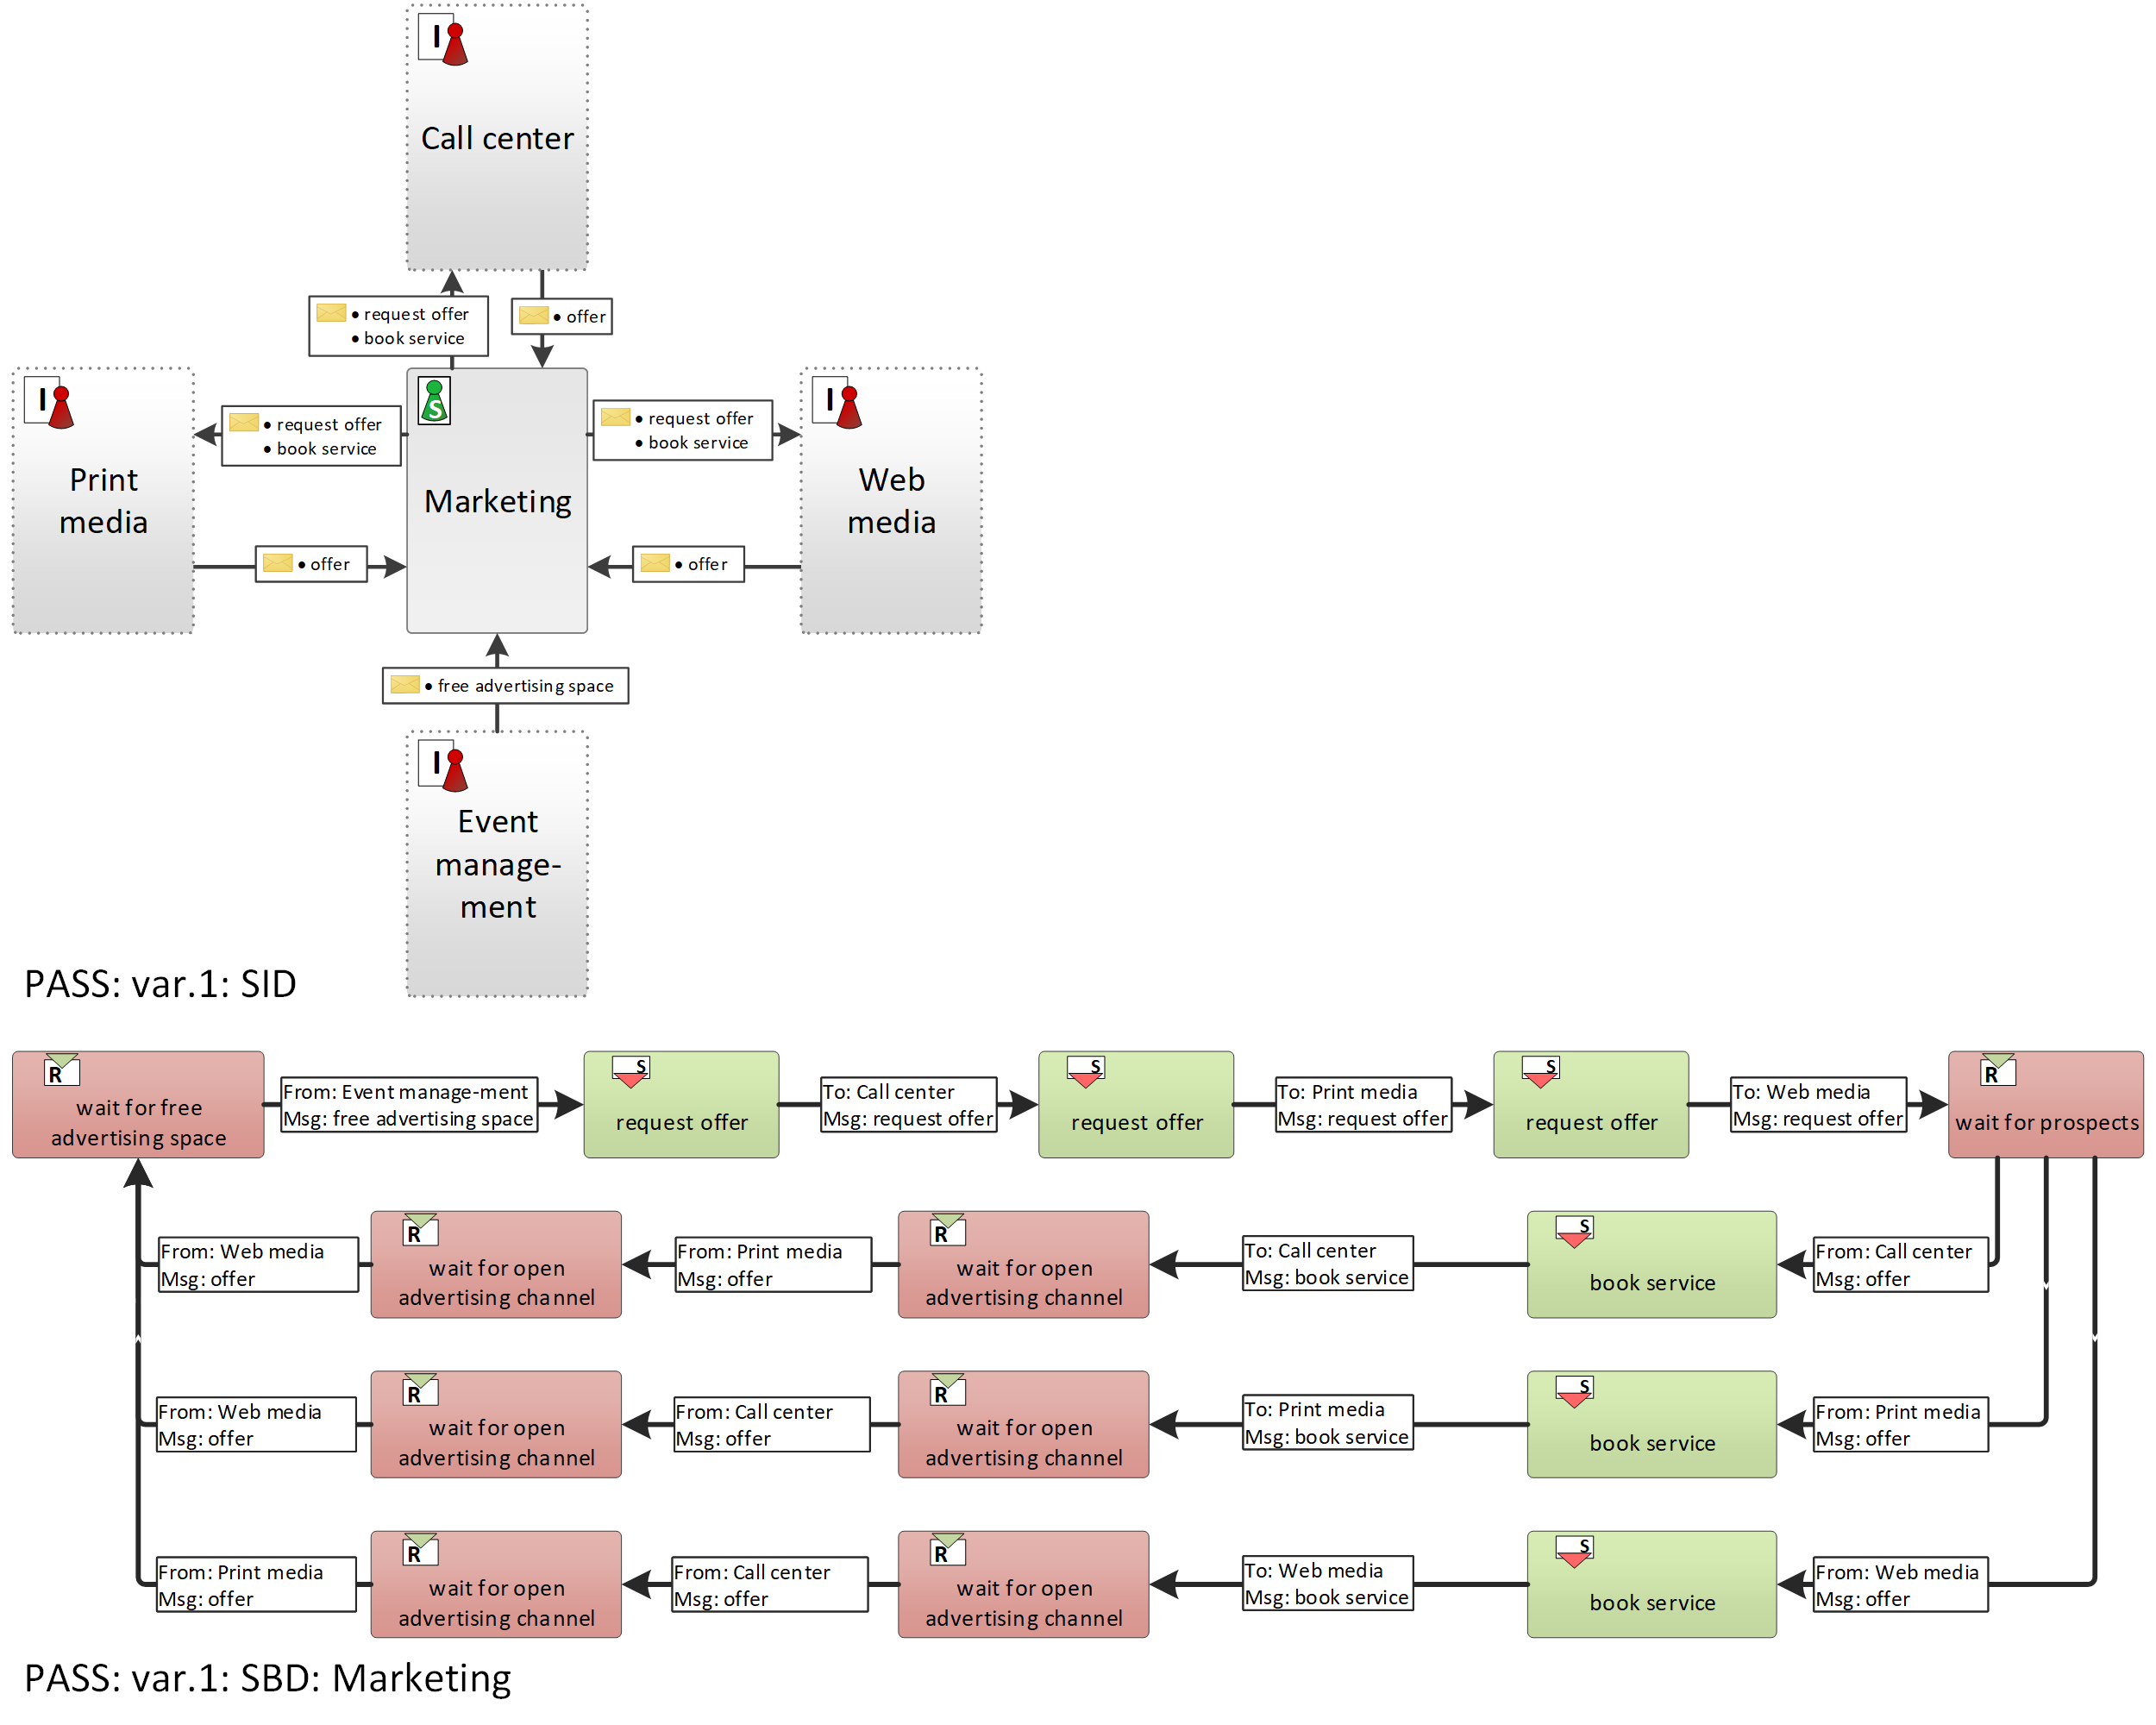 I
Call center
• request offer
• book service
• offer
I
Print
media
• request offer
• book service
S
Marketing
• request offer
• book service
I
Web
media
• offer
• offer
• free advertising space
I
Event
manage-
ment
PASS: var.1: SID
R
wait for free
advertising space
From: Event manage-ment
Msg: free advertising space
S
request offer
To: Call center
Msg: request offer
S
request offer
To: Print media
Msg: request offer
S
request offer
To: Web media
Msg: request offer
R
wait for prospects
From: Web media
Msg: offer
R
wait for open
advertising channel
From: Print media
Msg: offer
R
wait for open
advertising channel
To: Call center
Msg: book service
S
book service
From: Call center
Msg: offer
From: Web media
Msg: offer
R
wait for open
advertising channel
From: Call center
Msg: offer
R
wait for open
advertising channel
To: Print media
Msg: book service
S
book service
From: Print media
Msg: offer
From: Print media
Msg: offer
R
wait for open
advertising channel
From: Call center
Msg: offer
R
wait for open
advertising channel
To: Web media
Msg: book service
S
book service
From: Web media
Msg: offer
PASS: var.1: SBD: Marketing